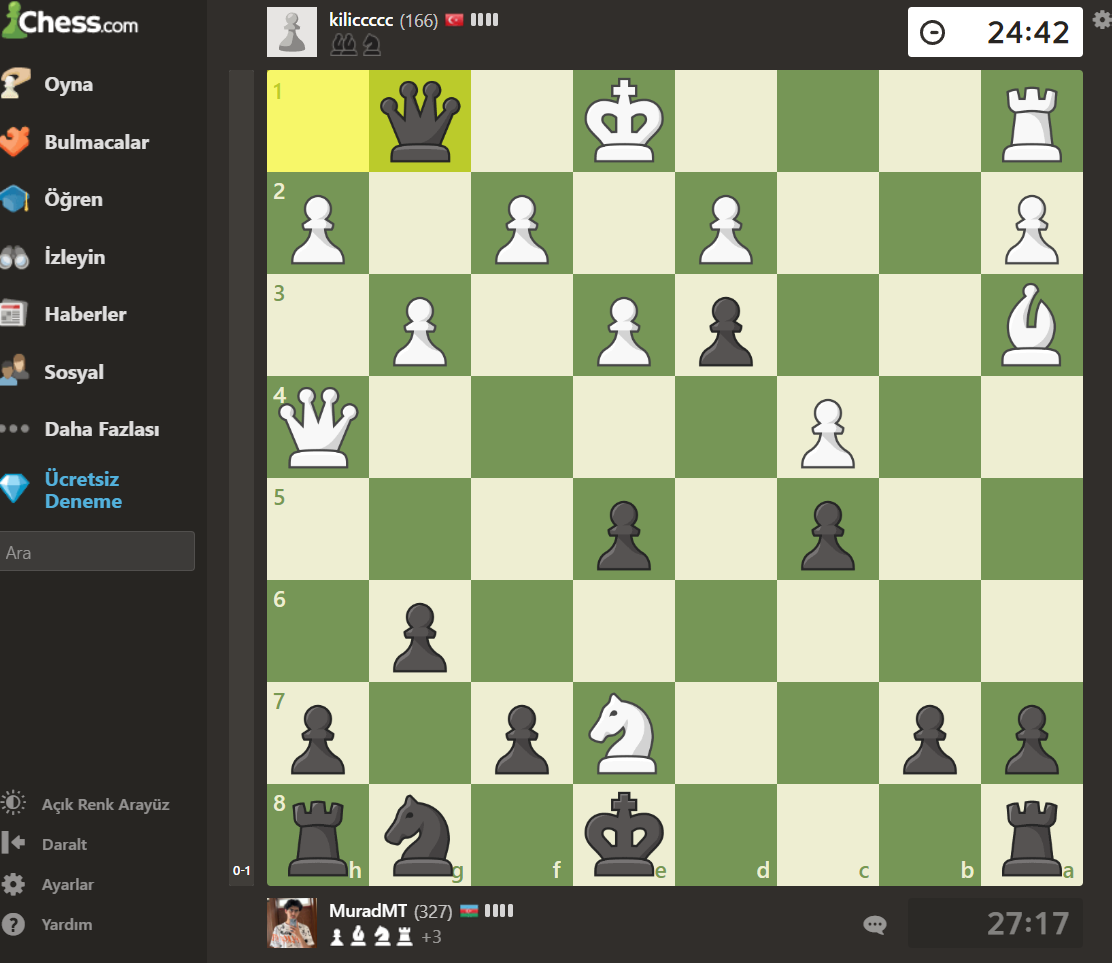 Chess.com
Oyna
Bulmacalar
Öğren
İzleyin
Haberler
Sosyal
Daha Fazlası
Ücretsiz
Deneme
Ara
Açık Renk Arayüz
Daralt
Ayarlar
Yardım
kiliccccc (166)
24:42
1
2
3
4
5
6
7
8
h g f e d c b a
0-1
MuradMT (327)
+3
27:17